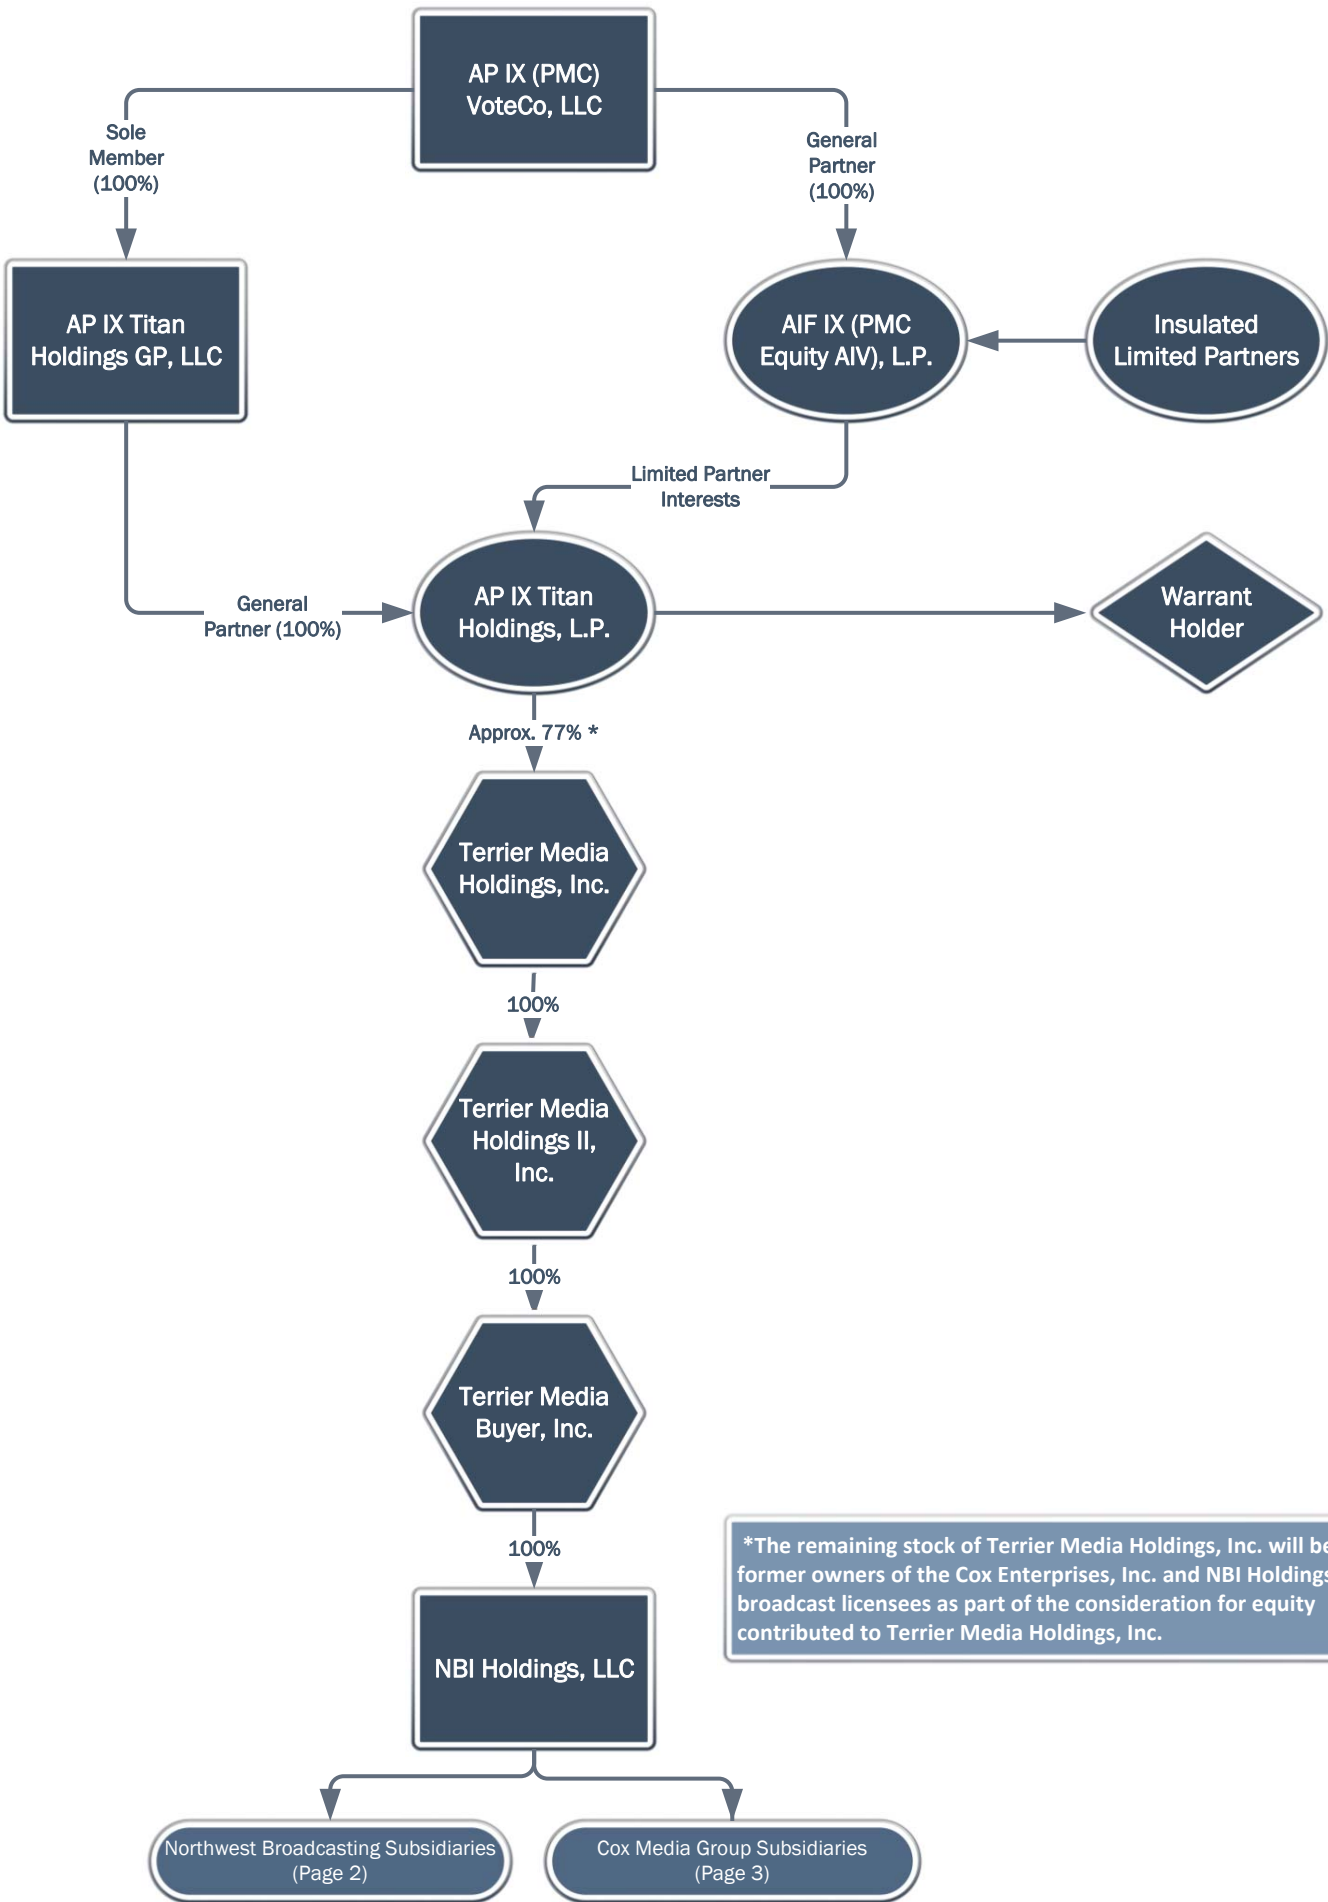 AP IX (PMC)
VoteCo, LLC
Sole
Member
(100%)
General
Partner
(100%)
AP IX Titan
Holdings GP, LLC
AIF IX (PMC
Equity AIV), L.P.
Insulated
Limited Partners
Limited Partner
Interests
AP IX Titan
Holdings, L.P.
Warrant
Holder
General
Partner (100%)
Approx. 77% *
Terrier Media
Holdings, Inc.
100%
Terrier Media
Holdings II,
Inc.
100%
Terrier Media
Buyer, Inc.
100%
*The remaining stock of Terrier Media Holdings, Inc. will be
former owners of the Cox Enterprises, Inc. and NBI Holdings
broadcast licensees as part of the consideration for equity
contributed to Terrier Media Holdings, Inc.
NBI Holdings, LLC
Northwest Broadcasting Subsidiaries
(Page 2)
Cox Media Group Subsidiaries
(Page 3)